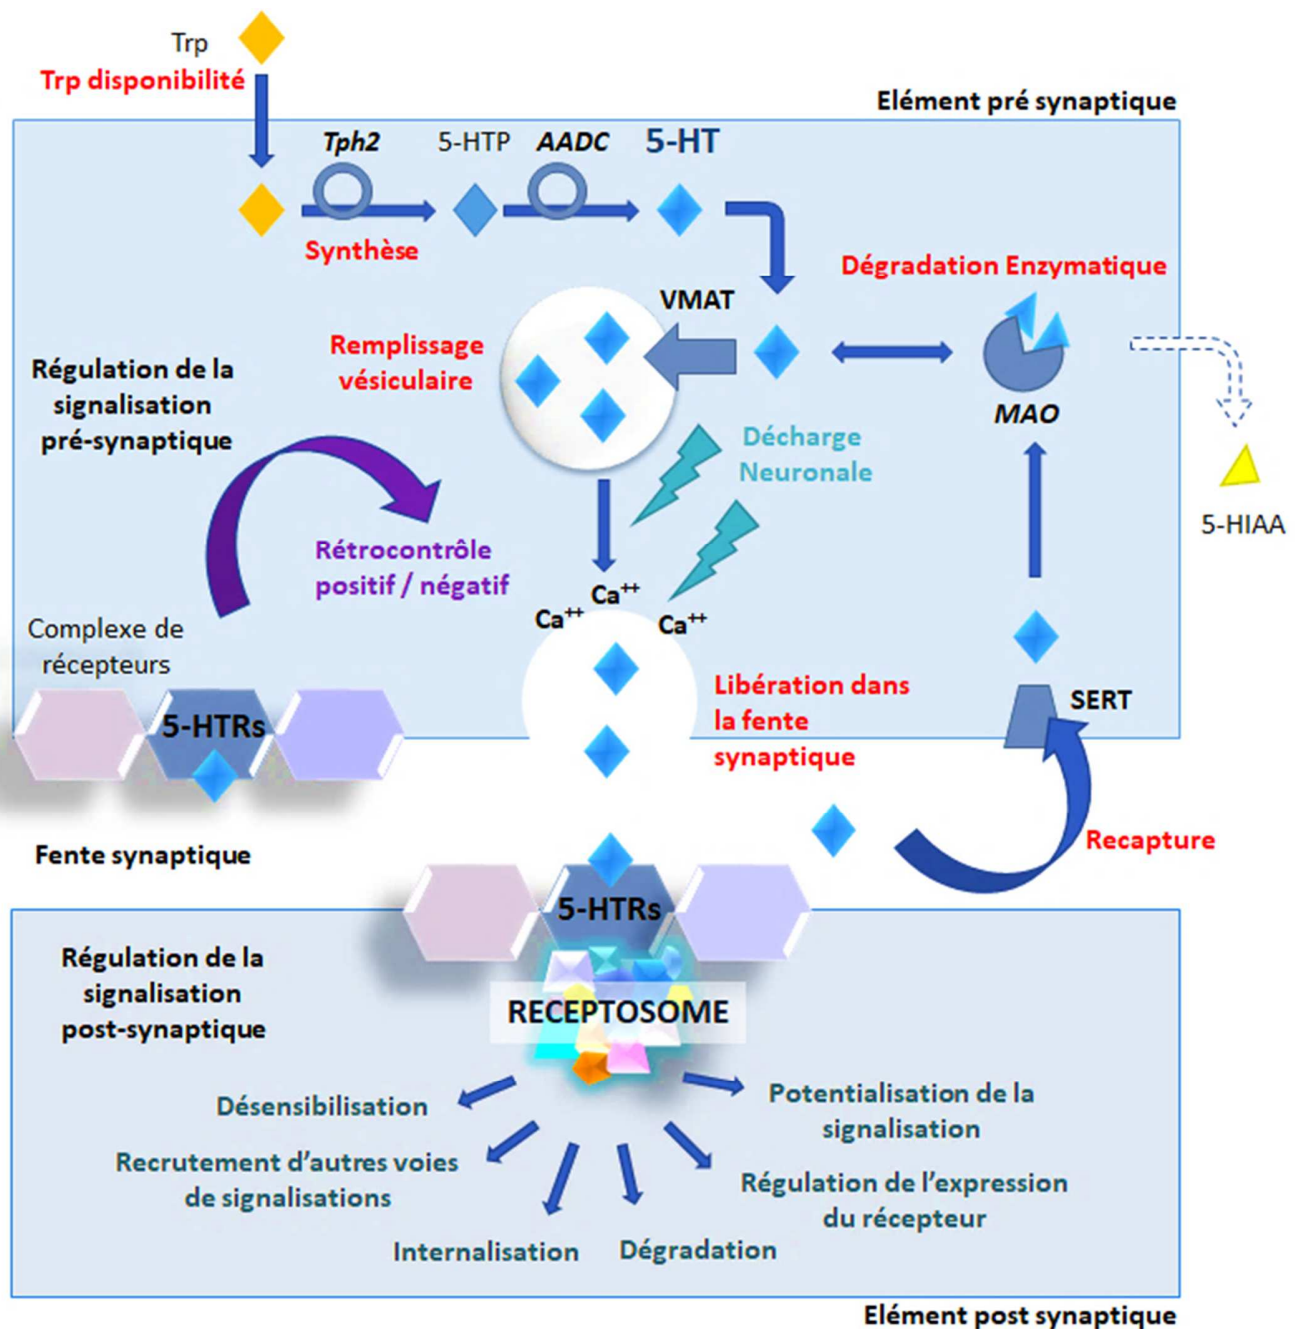 Trp
Trp disponibilité
Elément pré synaptique
Tph2
5-HTP
AADC
5-HT
Synthèse
Dégradation Enzymatique
VMAT
Remplissage
vésiculaire
MAO
Régulation de la
signalisation
pré-synaptique
Décharge
Neuronale
5-HIAA
Rétrocontrôle
positif / négatif
Ca++
Ca++
Ca++
Complexe de
récepteurs
5-HTRs
Libération dans
la fente
synaptique
SERT
Recapture
Fente synaptique
5-HTRs
Régulation de la
signalisation
post-synaptique
RECEPTOSOME
Désensibilisation
Recrutement d’autres voies
de signalisations
Internalisation
Dégradation
Potentialisation de la
signalisation
Régulation de l’expression
du récepteur
Elément post synaptique